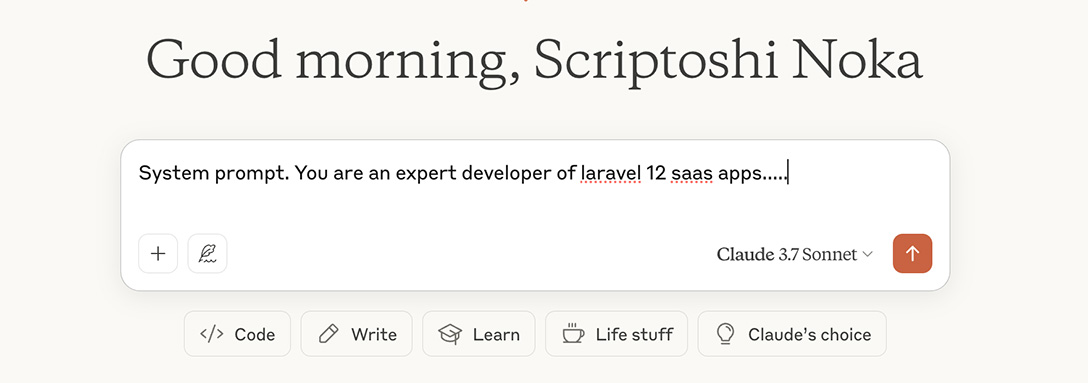 Good morning, Scriptoshi Noka
System prompt. You are an expert developer of laravel 12 saas apps.....
Claude 3.7 Sonnet
Code Write Learn Life stuff Claude’s choice